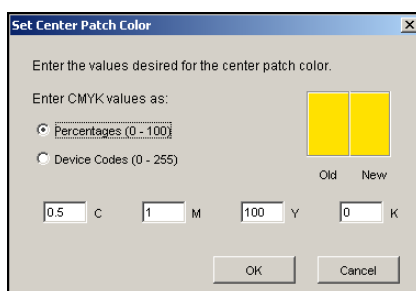 Set Center Patch Color
Enter the values desired for the center patch color.
Enter CMYK values as:
Percentages (0 - 100)
Device Codes (0 - 255)
Old New
0.5 C 1 M 100 Y 0 K
OK Cancel